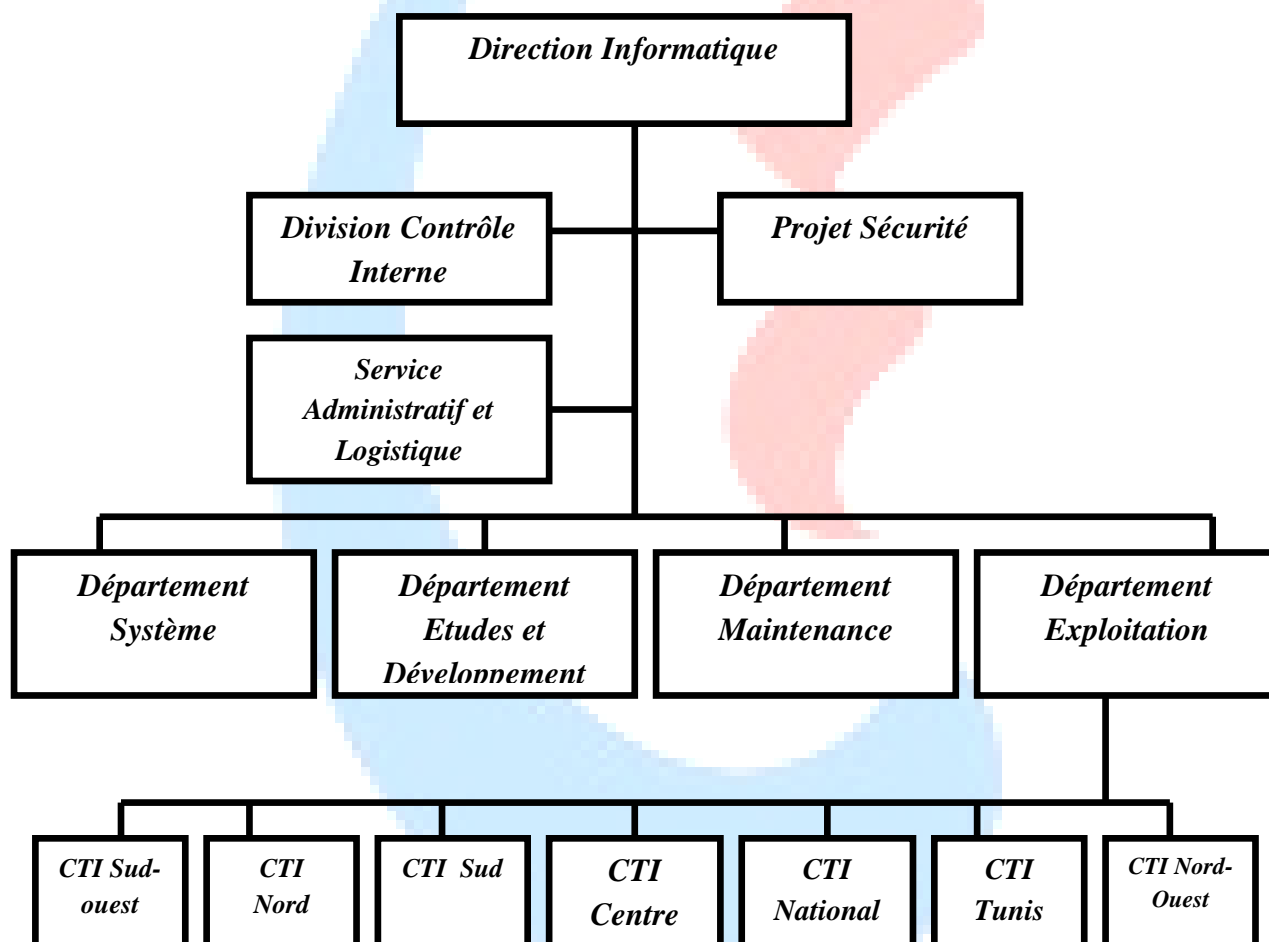 Direction Informatique
Division Contrôle
Interne
Projet Sécurité
Service
Administratif et
Logistique
Département
Système
Département
Etudes et
Développement
Département
Maintenance
Département
Exploitation
CTI Sud-
ouest
CTI
Nord
CTI Sud
CTI
Centre
CTI
National
CTI
Tunis
CTI Nord-
Ouest